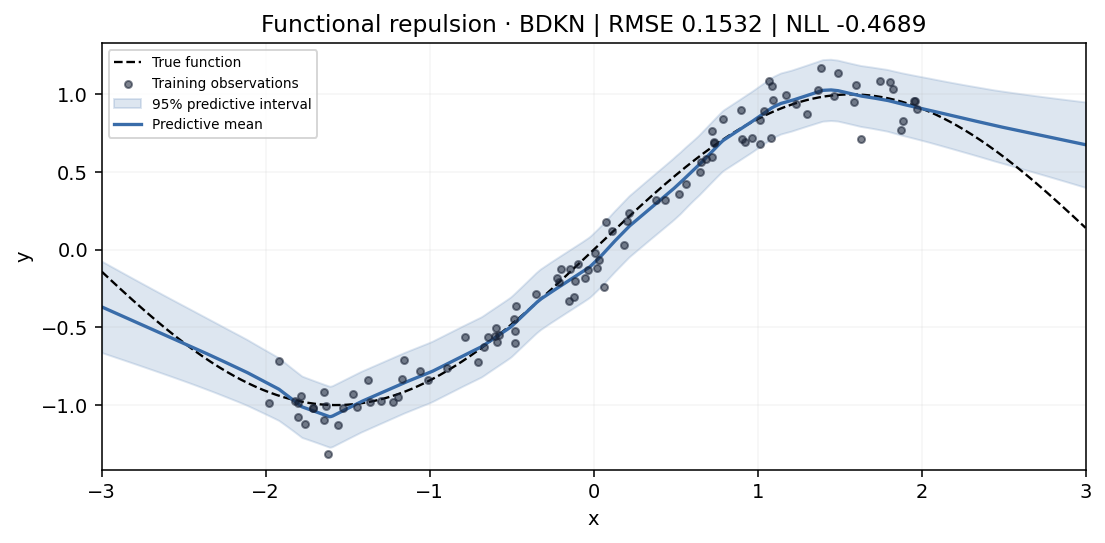 Functional repulsion · BDKN | RMSE 0.1532 | NLL -0.4689
True function
Training observations
95% predictive interval
Predictive mean
y
1.0
0.5
0.0
−0.5
−1.0
−3 −2 −1 0 1 2 3
x